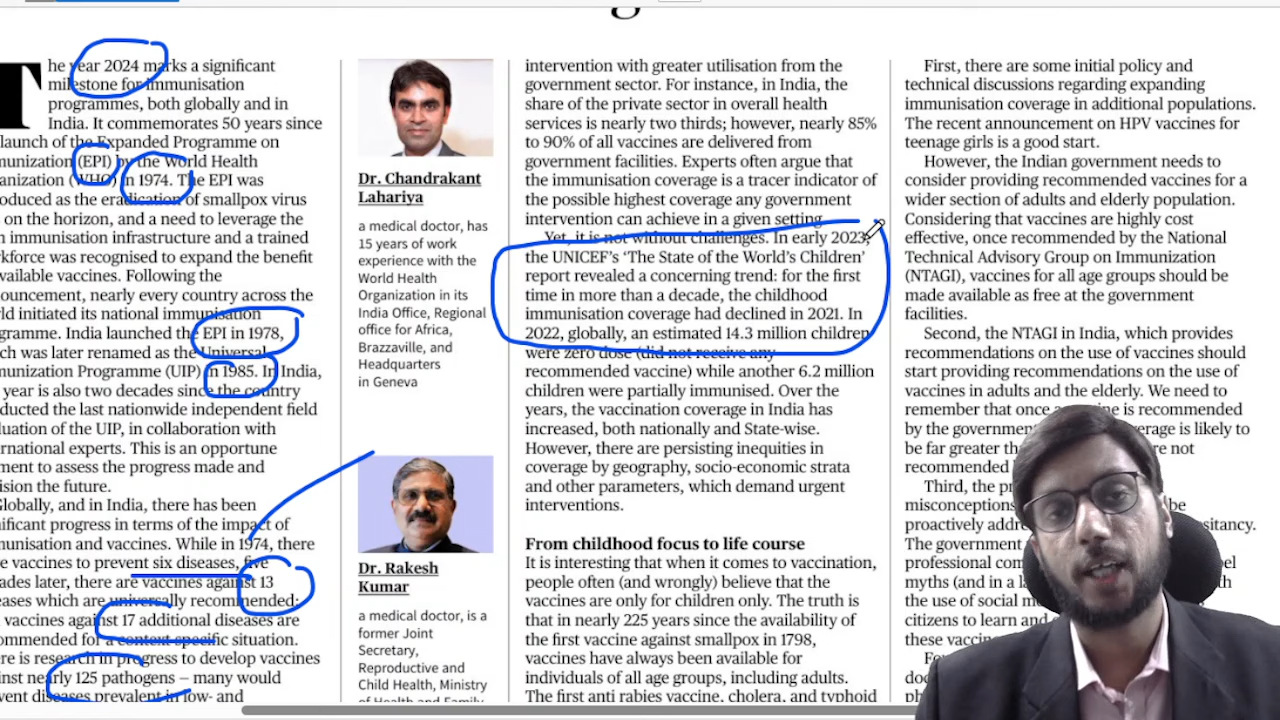 he year 2024 marks a significant
milestone for immunisation
programmes, both globally and in
India. It commemorates 50 years since
launch of the Expanded Programme on
(EPI) by the World Health
(WHO) in 1974. The EPI was
as the eradication of smallpox virus
on the horizon, and a need to leverage the
immunisation infrastructure and a trained
was recognised to expand the benefit
vaccines. Following the
nearly every country across the
initiated its national immunisation
India launched the EPI in 1978,
was later renamed as the Universal
Programme (UIP) in 1985. In India,
year is also two decades since the country
the last nationwide independent field
of the UIP, in collaboration with
experts. This is an opportune
to assess the progress made and
the future.
Globally, and in India, there has been
progress in terms of the impact of
and vaccines. While in 1974, there
vaccines to prevent six diseases, five
later, there are vaccines against 13
which are universally recommended;
vaccines against 17 additional diseases are
for a context-specific situation.
is research in progress to develop vaccines
nearly 125 pathogens — many would
diseases prevalent in low- and
Dr. Chandrakant
Lahariya
a medical doctor, has
15 years of work
experience with the
World Health
Organization in its
India Office, Regional
office for Africa,
Brazzaville, and
Headquarters
in Geneva
Dr. Rakesh
Kumar
a medical doctor, is a
former Joint
Secretary,
Reproductive and
Child Health, Ministry
of Health and Family
intervention with greater utilisation from the
government sector. For instance, in India, the
share of the private sector in overall health
services is nearly two thirds; however, nearly 85%
to 90% of all vaccines are delivered from
government facilities. Experts often argue that
the immunisation coverage is a tracer indicator of
the possible highest coverage any government
intervention can achieve in a given setting.
Yet, it is not without challenges. In early 2023,
the UNICEF’s ‘The State of the World’s Children’
report revealed a concerning trend: for the first
time in more than a decade, the childhood
immunisation coverage had declined in 2021. In
2022, globally, an estimated 14.3 million children
were zero dose (did not receive any
recommended vaccine) while another 6.2 million
children were partially immunised. Over the
years, the vaccination coverage in India has
increased, both nationally and State-wise.
However, there are persisting inequities in
coverage by geography, socio-economic strata
and other parameters, which demand urgent
interventions.
From childhood focus to life course
It is interesting that when it comes to vaccination,
people often (and wrongly) believe that the
vaccines are only for children only. The truth is
that in nearly 225 years since the availability of
the first vaccine against smallpox in 1798,
vaccines have always been available for
individuals of all age groups, including adults.
The first anti rabies vaccine, cholera, and typhoid
First, there are some initial policy and
technical discussions regarding expanding
immunisation coverage in additional populations.
The recent announcement on HPV vaccines for
teenage girls is a good start.
However, the Indian government needs to
consider providing recommended vaccines for a
wider section of adults and elderly population.
Considering that vaccines are highly cost
effective, once recommended by the National
Technical Advisory Group on Immunization
(NTAGI), vaccines for all age groups should be
made available as free at the government
facilities.
Second, the NTAGI in India, which provides
recommendations on the use of vaccines should
start providing recommendations on the use of
vaccines in adults and the elderly. We need to
remember that once a is recommended
by the government is likely to
be far greater not
recommended
Third, the be
misconceptions
proactively
The government
professional
myths (and in a
the use of social
citizens to learn and
these